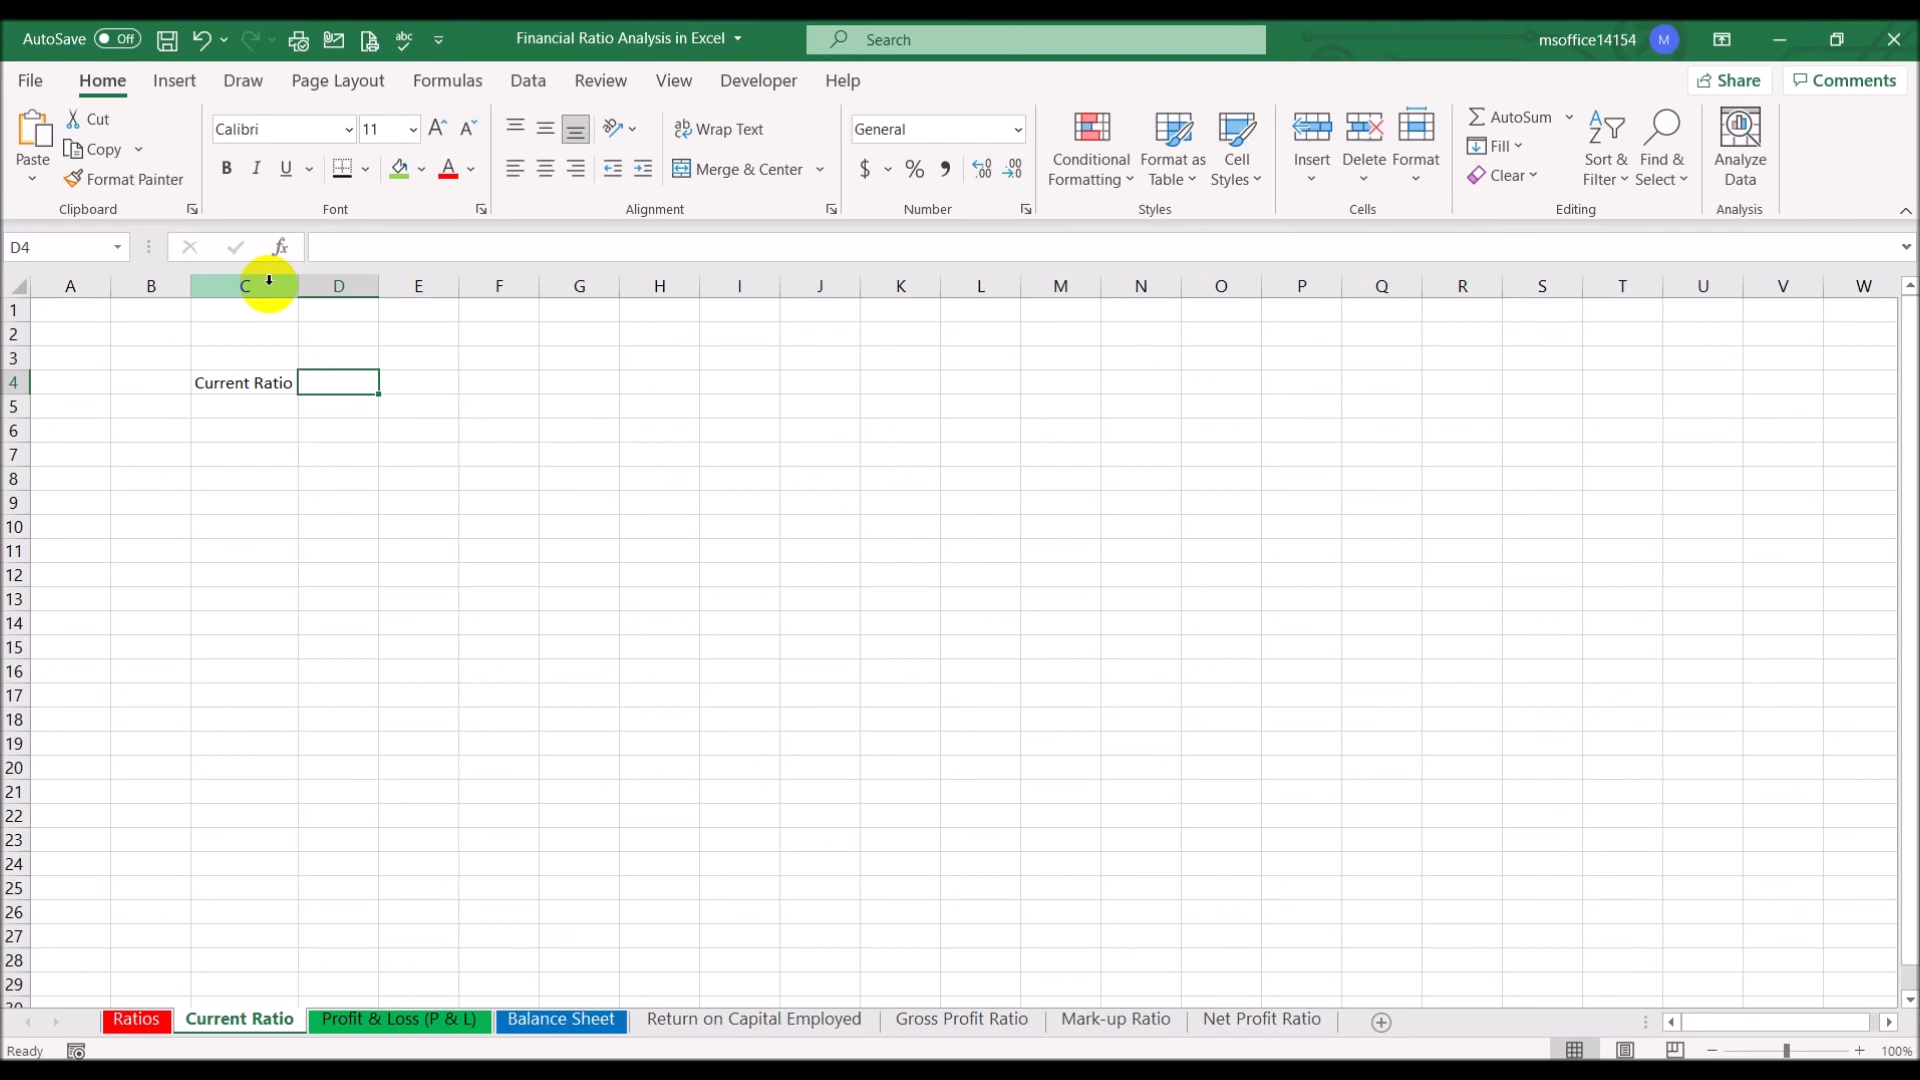 AutoSave Off abc Financial Ratio Analysis in Excel Search msoffice14154 M
File Home Insert Draw Page Layout Formulas Data Review View Developer Help Share Comments
Paste Cut Copy Format Painter Clipboard
Calibri 11 B I U A Font
ab Wrap Text Merge & Center Alignment
General $ % Number
Conditional Formatting Format as Table Cell Styles Styles
Insert Delete Format Cells
AutoSum Fill Clear Sort & Filter Find & Select Editing
Analyze Data Analysis
D4 fx
A B C D E F G H I J K L M N O P Q R S T U V W
1
2
3
4 Current Ratio
5
6
7
8
9
10
11
12
13
14
15
16
17
18
19
20
21
22
23
24
25
26
27
28
29
Ratios Current Ratio Profit & Loss (P & L) Balance Sheet Return on Capital Employed Gross Profit Ratio Mark-up Ratio Net Profit Ratio
Ready 100%